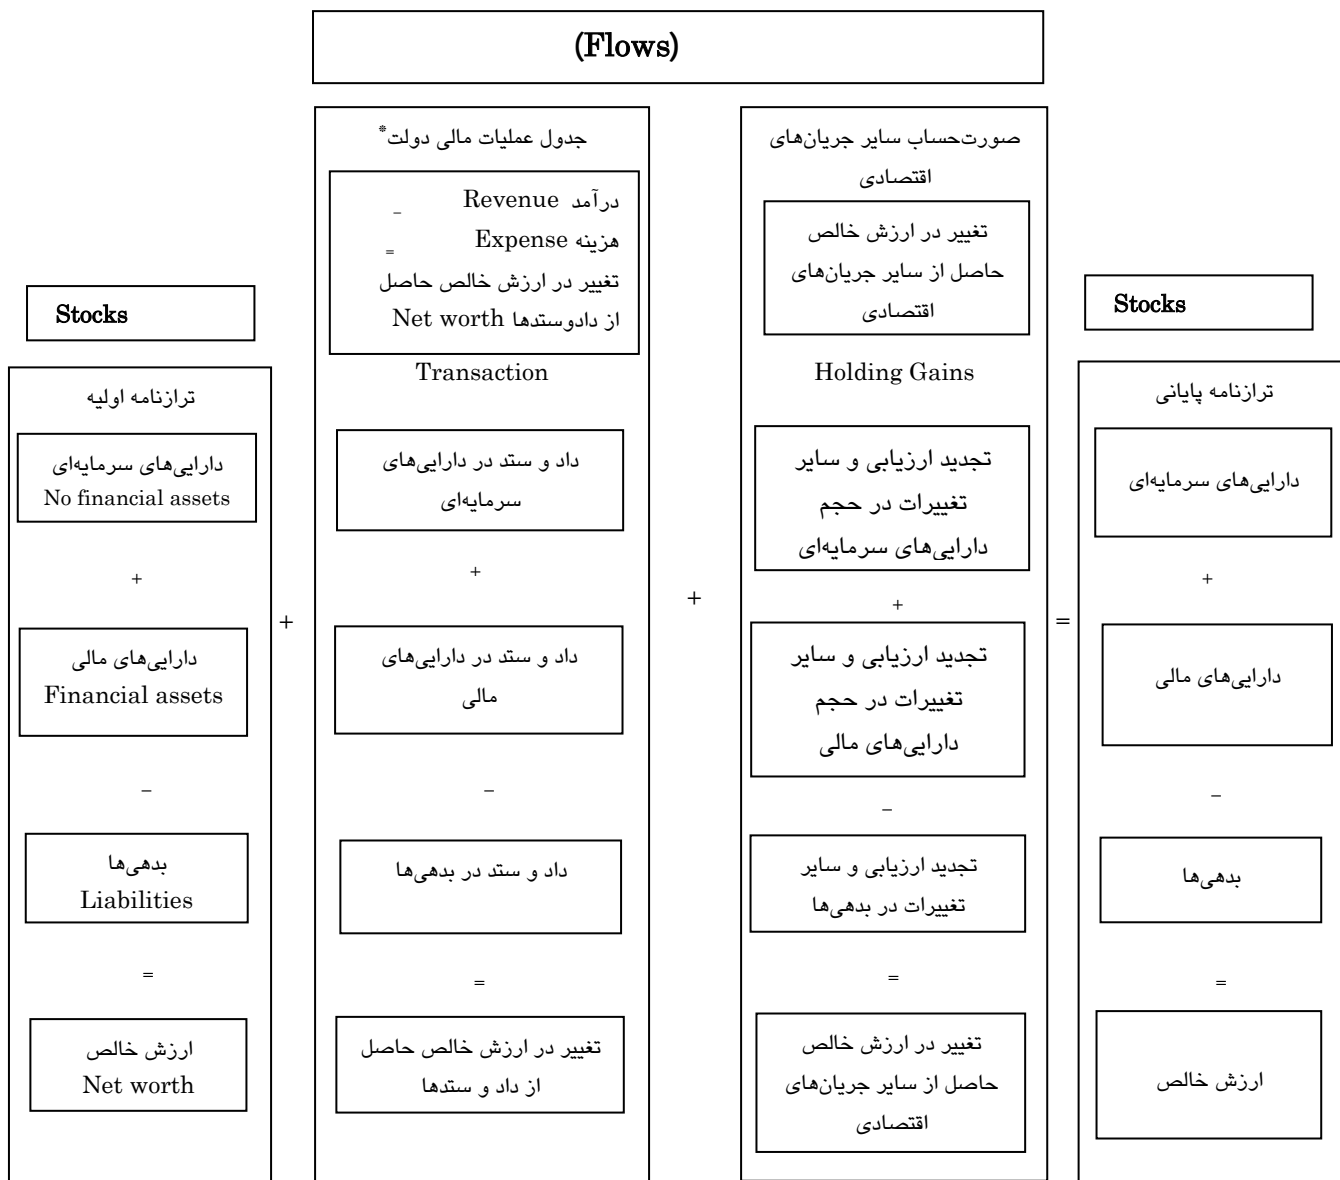 (Flows)
جدول عملیات مالی دولت*
درآمد Revenue
−
هزینه Expense
=
تغییر در ارزش خالص حاصل
از دادوستدها Net worth
Transaction
داد و ستد در دارایی‌های
سرمایه‌ای
+
داد و ستد در دارایی‌های
مالی
−
داد و ستد در بدهی‌ها
=
تغییر در ارزش خالص حاصل
از داد و ستدها
صورت‌حساب سایر جریان‌های
اقتصادی
تغییر در ارزش خالص
حاصل از سایر جریان‌های
اقتصادی
Holding Gains
تجدید ارزیابی و سایر
تغییرات در حجم
دارایی‌های سرمایه‌ای
+
تجدید ارزیابی و سایر
تغییرات در حجم
دارایی‌های مالی
−
تجدید ارزیابی و سایر
تغییرات در بدهی‌ها
=
تغییر در ارزش خالص
حاصل از سایر جریان‌های
اقتصادی
Stocks
ترازنامه اولیه
دارایی‌های سرمایه‌ای
No financial assets
+
دارایی‌های مالی
Financial assets
−
بدهی‌ها
Liabilities
=
ارزش خالص
Net worth
+
+
=
Stocks
ترازنامه پایانی
دارایی‌های سرمایه‌ای
+
دارایی‌های مالی
−
بدهی‌ها
=
ارزش خالص